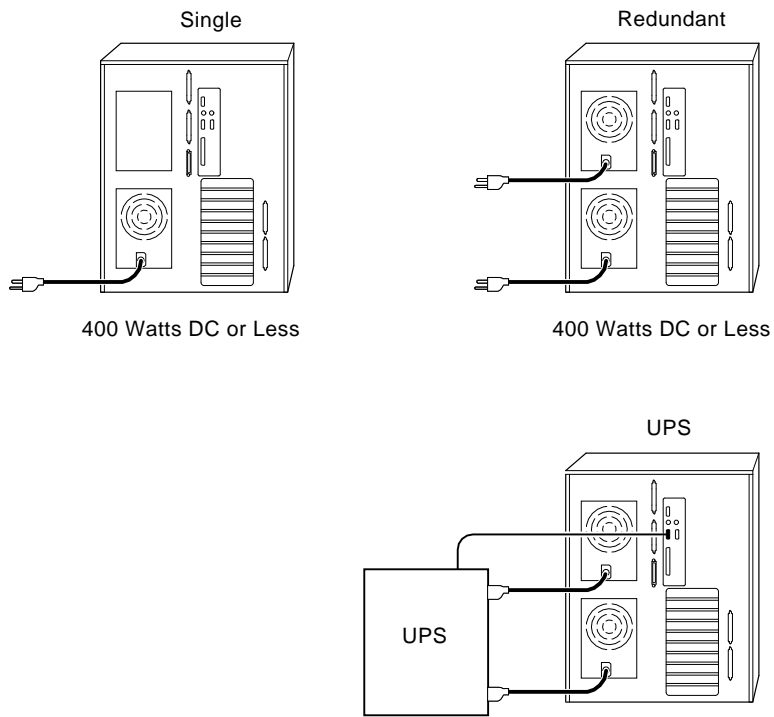 Single
Redundant
400 Watts DC or Less
400 Watts DC or Less
UPS
UPS